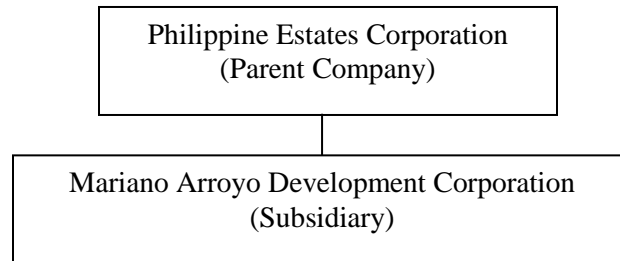 Philippine Estates Corporation
(Parent Company)
Mariano Arroyo Development Corporation
(Subsidiary)